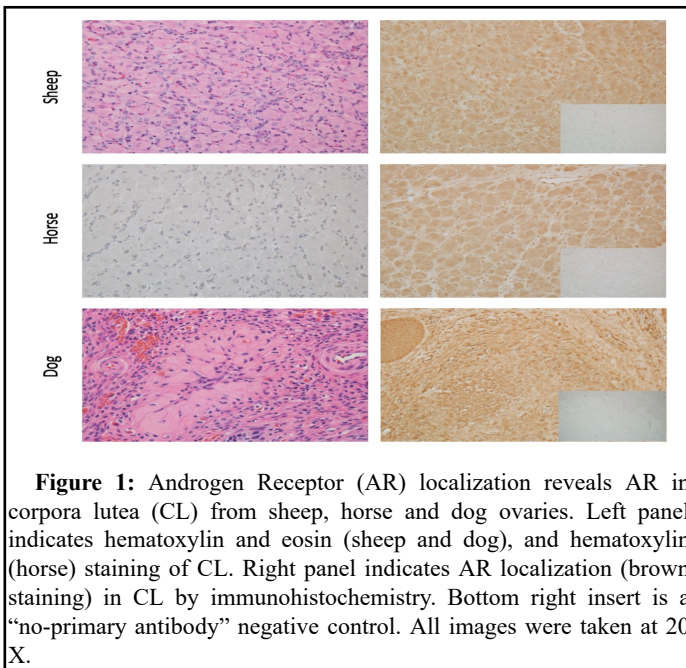 Sheep
Horse
Dog
Figure 1: Androgen Receptor (AR) localization reveals AR in
corpora lutea (CL) from sheep, horse and dog ovaries. Left panel
indicates hematoxylin and eosin (sheep and dog), and hematoxylin
(horse) staining of CL. Right panel indicates AR localization (brown
staining) in CL by immunohistochemistry. Bottom right insert is a
“no-primary antibody” negative control. All images were taken at 20
X.